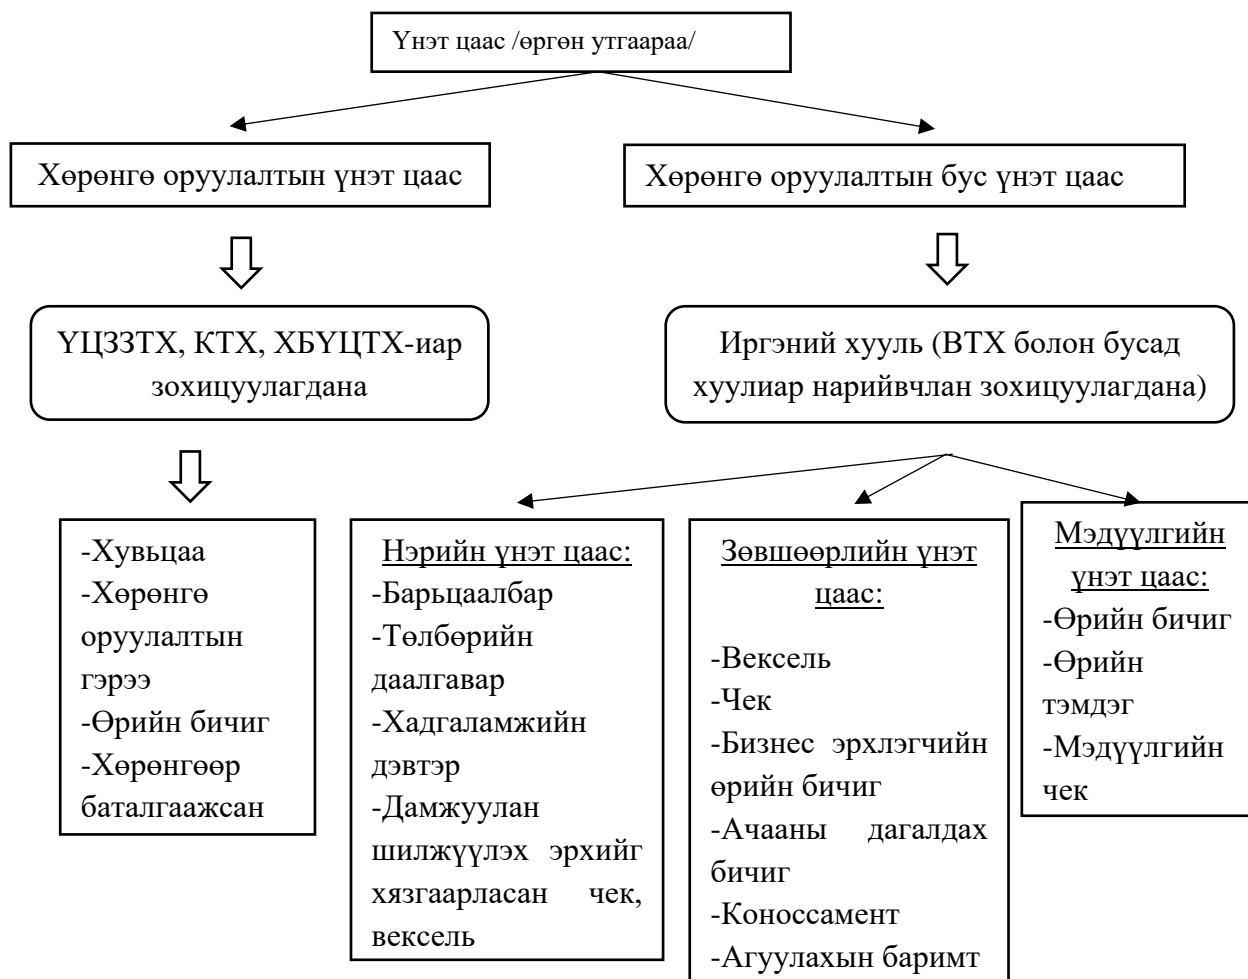 Үнэт цаас /өргөн утгаараа/
Хөрөнгө оруулалтын үнэт цаас
Хөрөнгө оруулалтын бус үнэт цаас
ҮЦЗЗТХ, КТХ, ХБҮЦТХ-иар
зохицуулагдана
Иргэний хууль (ВТХ болон бусад
хуулиар нарийвчлан зохицуулагдана)
-Хувьцаа
-Хөрөнгө
оруулалтын
гэрээ
-Өрийн бичиг
-Хөрөнгөөр
баталгаажсан
Нэрийн үнэт цаас:
-Барьцаалбар
-Төлбөрийн
даалгавар
-Хадгаламжийн
дэвтэр
-Дамжуулан
шилжүүлэх эрхийг
хязгаарласан чек,
вексель
Зөвшөөрлийн үнэт
цаас:
-Вексель
-Чек
-Бизнес эрхлэгчийн
өрийн бичиг
-Ачааны дагалдах
бичиг
-Коноссамент
-Агуулахын баримт
Мэдүүлгийн
үнэт цаас:
-Өрийн бичиг
-Өрийн
тэмдэг
-Мэдүүлгийн
чек